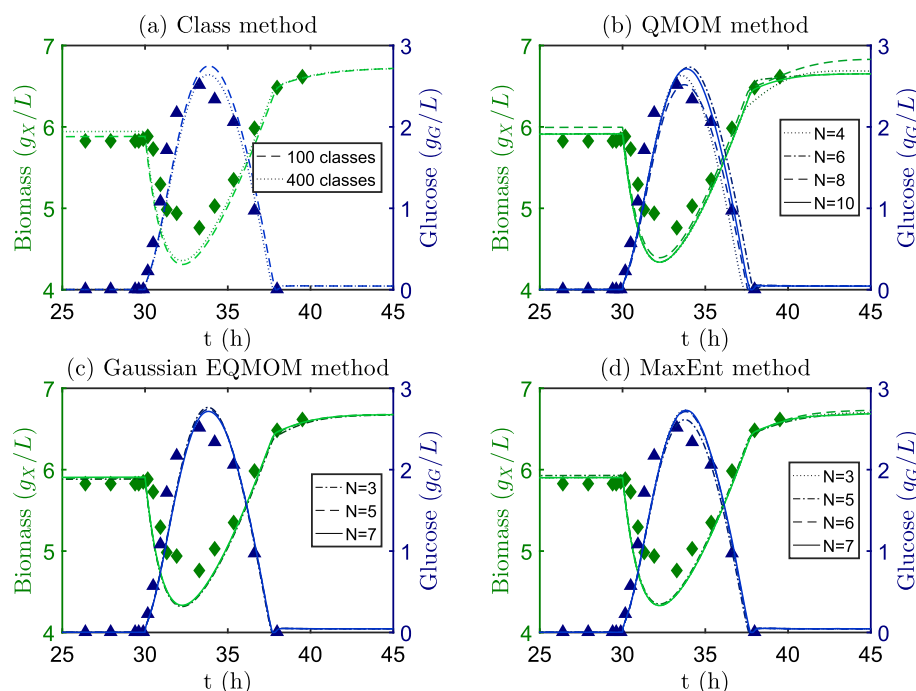 (a) Class method
Biomass (g_X/L)
7
6
5
4
3
2
1
0
Glucose (g_G/L)
100 classes
400 classes
25 30 35 40 45
t (h)
(b) QMOM method
Biomass (g_X/L)
7
6
5
4
3
2
1
0
Glucose (g_G/L)
N=4
N=6
N=8
N=10
25 30 35 40 45
t (h)
(c) Gaussian EQMOM method
Biomass (g_X/L)
7
6
5
4
3
2
1
0
Glucose (g_G/L)
N=3
N=5
N=7
25 30 35 40 45
t (h)
(d) MaxEnt method
Biomass (g_X/L)
7
6
5
4
3
2
1
0
Glucose (g_G/L)
N=3
N=5
N=6
N=7
25 30 35 40 45
t (h)